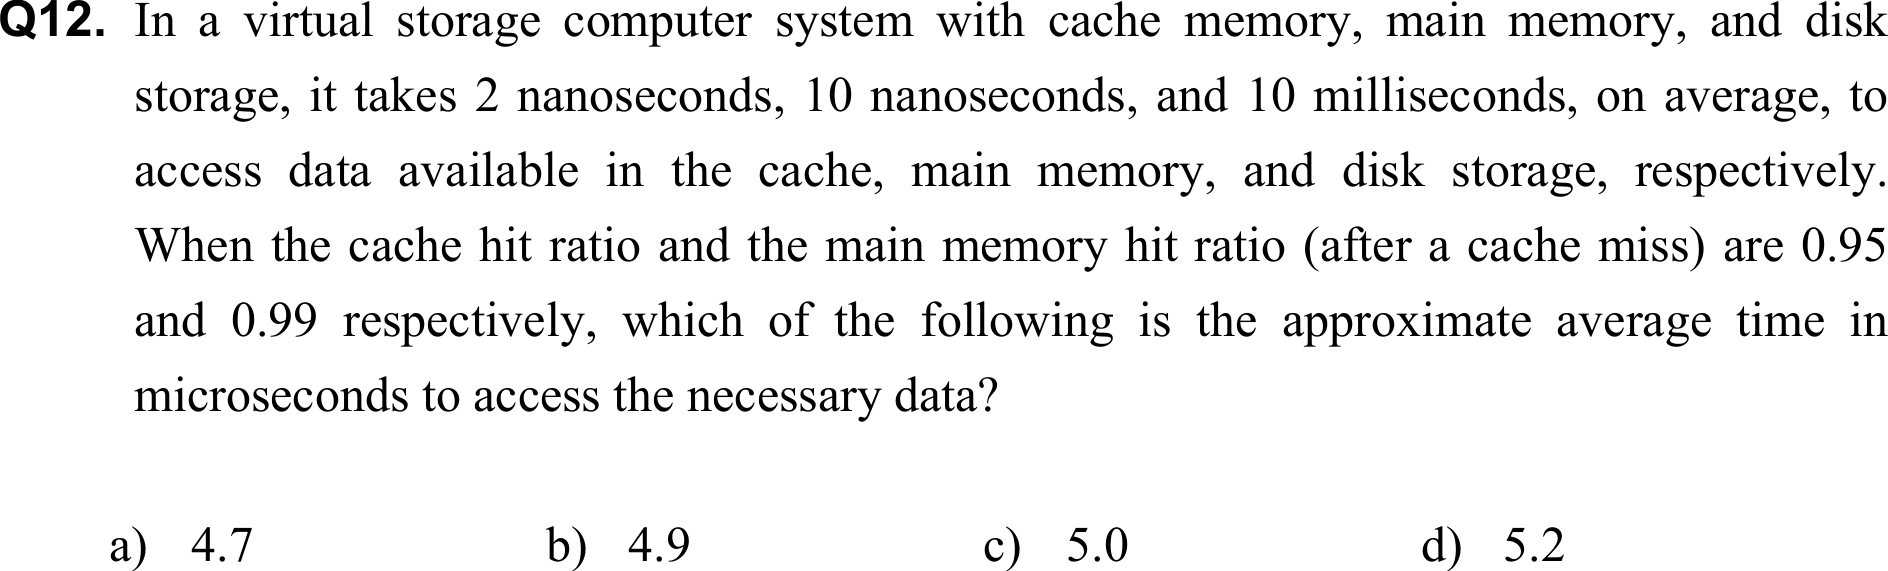 Q12. In a virtual storage computer system with cache memory, main memory, and disk
storage, it takes 2 nanoseconds, 10 nanoseconds, and 10 milliseconds, on average, to
access data available in the cache, main memory, and disk storage, respectively.
When the cache hit ratio and the main memory hit ratio (after a cache miss) are 0.95
and 0.99 respectively, which of the following is the approximate average time in
microseconds to access the necessary data?
a) 4.7 b) 4.9 c) 5.0 d) 5.2